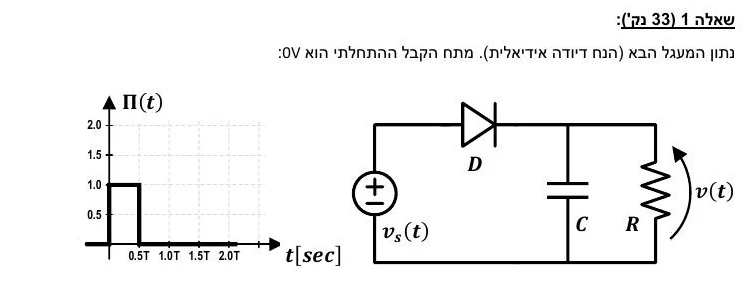 שאלה 1 (33 נק'):
נתון המעגל הבא (הנח דיודה אידיאלית). מתח הקבל ההתחלתי הוא 0V:
Π(t)
2.0
1.5
1.0
0.5
0.5T 1.0T 1.5T 2.0T
t[sec]
D
v_s(t)
C
R
v(t)